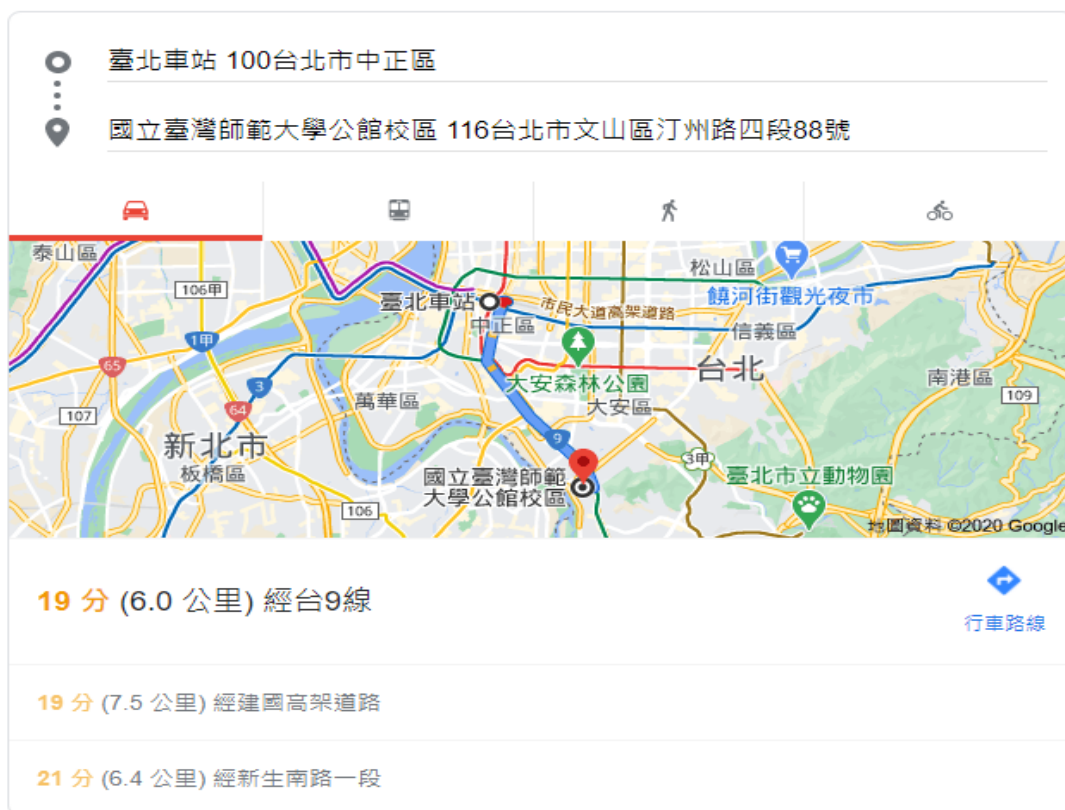 臺北車站 100台北市中正區
國立臺灣師範大學公館校區 116台北市文山區汀州路四段88號
泰山區
106甲
松山區
饒河街觀光夜市
臺北車站
市民大道高架道路
中正區
信義區
1甲
65
3
大安森林公園
台北
南港區
109
萬華區
大安區
107
64
新北市
9
3甲
板橋區
國立臺灣師範
大學公館校區
臺北市立動物園
106
地圖資料 ©2020 Google
19 分 (6.0 公里) 經台9線
行車路線
19 分 (7.5 公里) 經建國高架道路
21 分 (6.4 公里) 經新生南路一段